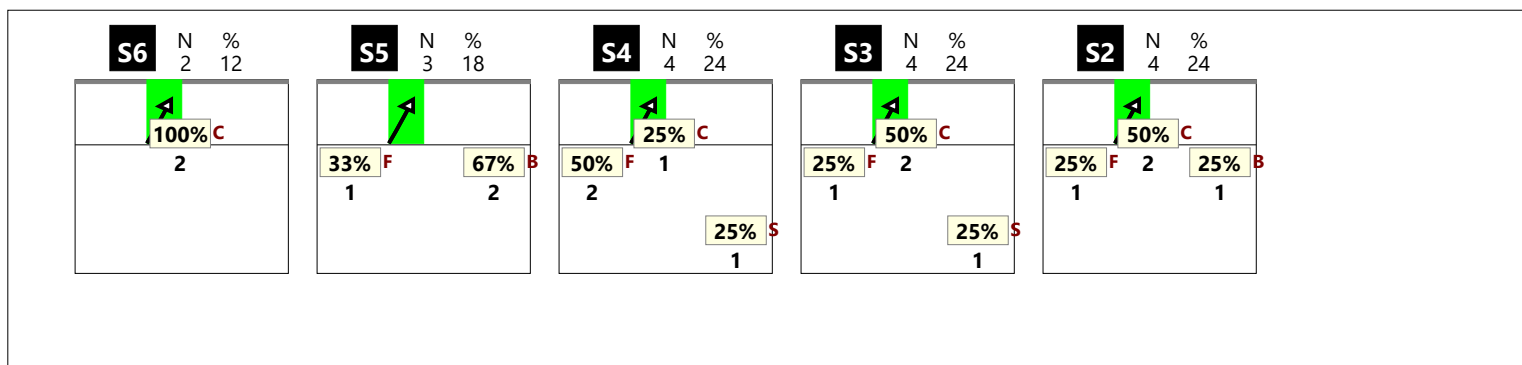 S6 N % S5 N % S4 N % S3 N % S2 N %
2 12 3 18 4 24 4 24 4 24
100% C 25% C 50% C 50% C
2 33% F 67% B 50% F 1 25% F 2 25% F 2 25% B
1 2 2 1 1 1
25% S 25% S
1 1